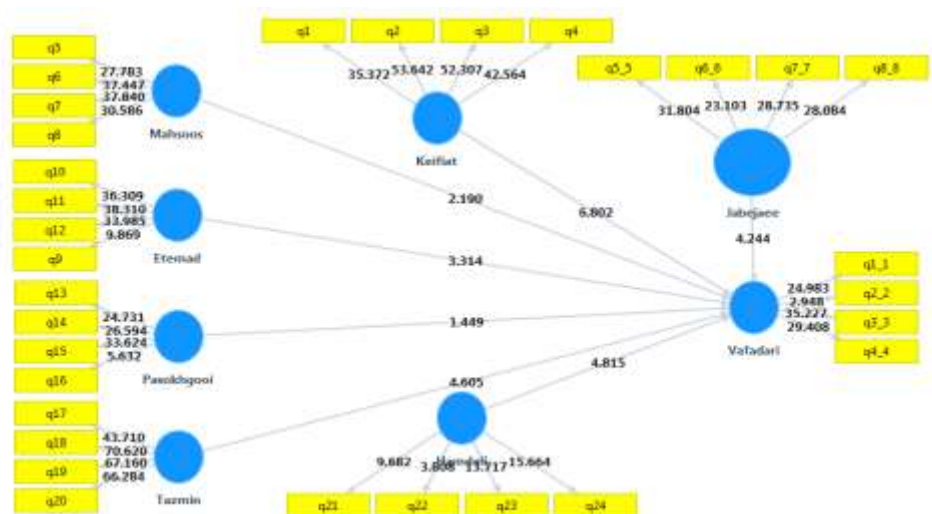 q1 q2 q3 q4
35.372 53.642 52.307 42.564
Keifiat
q5_5 q6_6 q7_7 q8_8
31.804 23.103 28.735 28.084
Jabejaee
q5
q6
q7
q8
27.783
37.447
37.840
30.586
Mahsoos
2.190
6.802
4.244
q10
q11
q12
q9
36.309
38.310
33.985
9.869
Etemad
3.314
q1_1
q2_2
q3_3
q4_4
24.983
2.948
35.227
29.408
Vafadari
q13
q14
q15
q16
24.731
26.594
33.624
5.632
Pasokhgooi
1.449
4.815
4.605
q17
q18
q19
q20
43.710
70.620
67.160
66.284
Tazmin
9.682 3.808 13.717 15.664
q21 q22 q23 q24